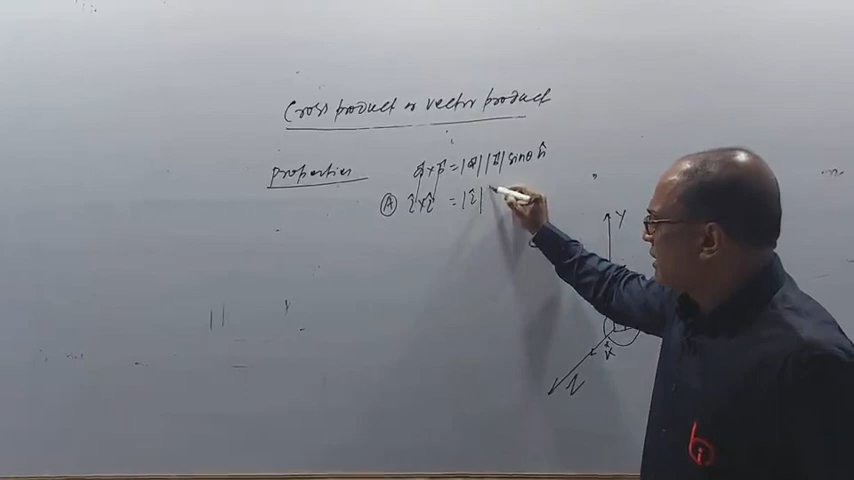 Cross product or vector product
Properties
a⃗ × b⃗ = |a⃗| |b⃗| sinθ n̂
Ⓐ î × î = |î|
Y
k̂
Z